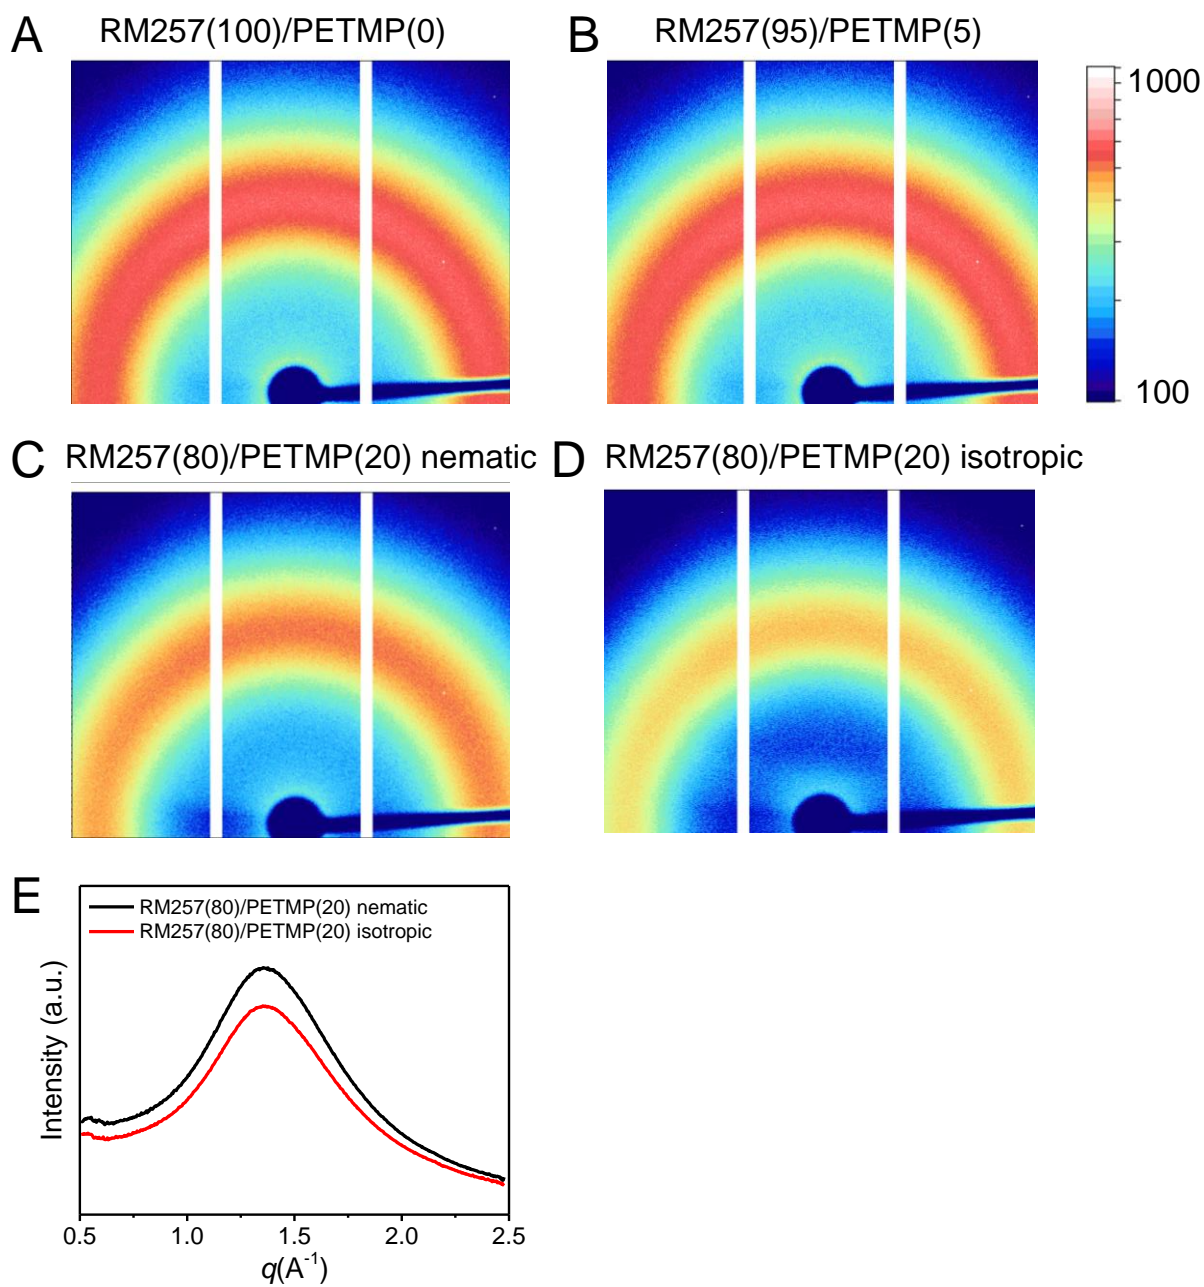 A RM257(100)/PETMP(0)
B RM257(95)/PETMP(5)
1000
100
C RM257(80)/PETMP(20) nematic
D RM257(80)/PETMP(20) isotropic
E
RM257(80)/PETMP(20) nematic
RM257(80)/PETMP(20) isotropic
Intensity (a.u.)
0.5 1.0 1.5 2.0 2.5
q(A⁻¹)